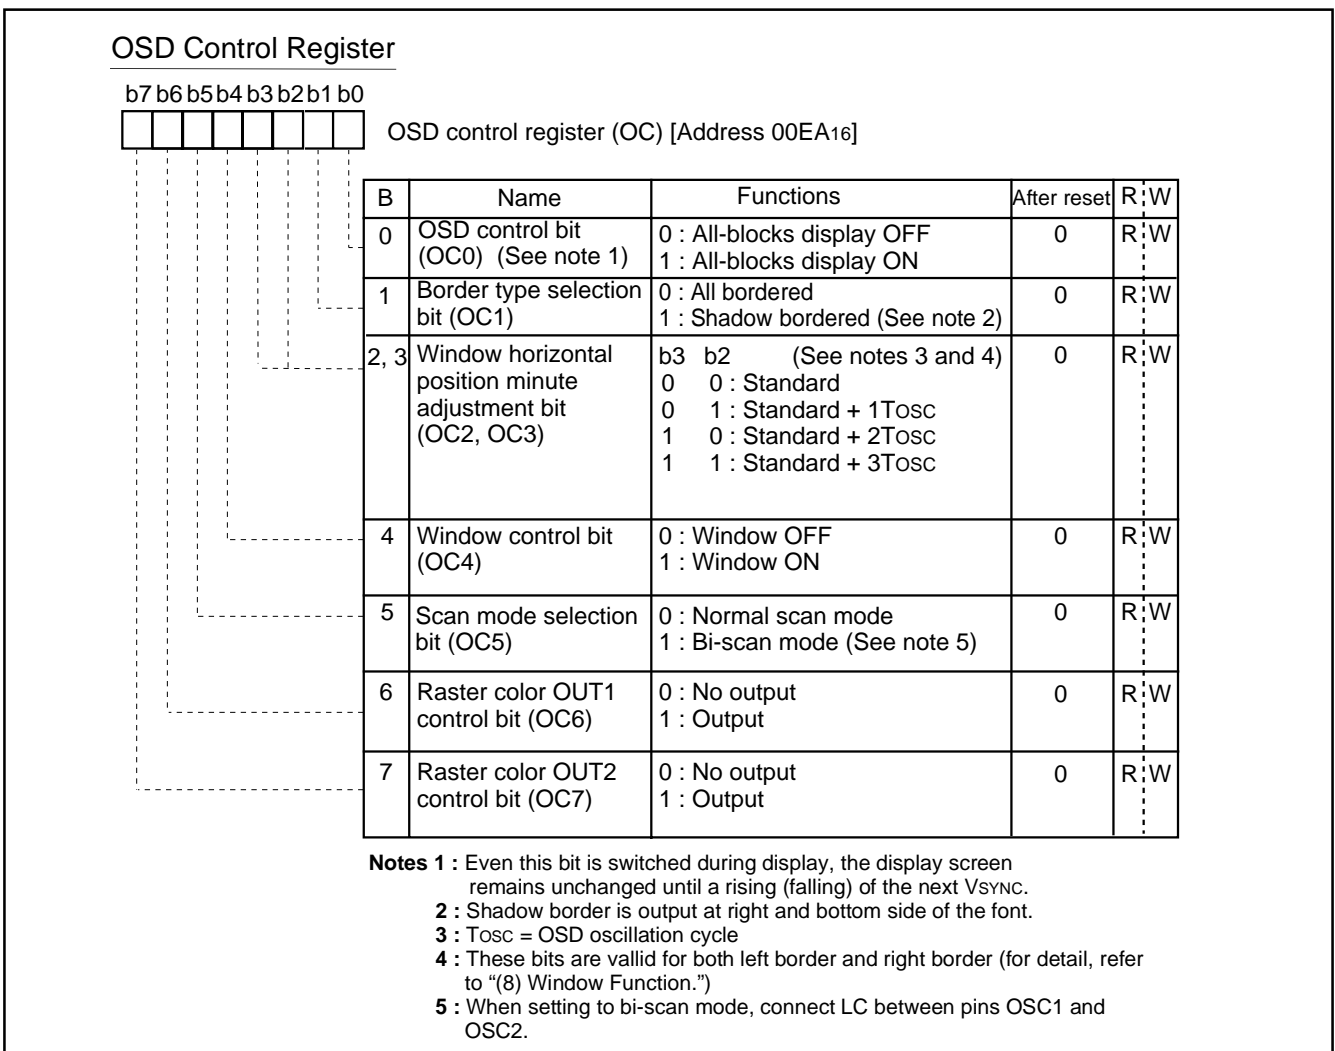 OSD Control Register
b7 b6 b5 b4 b3 b2 b1 b0
OSD control register (OC) [Address 00EA16]
B Name Functions After reset R W
0 OSD control bit 0 : All-blocks display OFF 0 R W
(OC0) (See note 1) 1 : All-blocks display ON
1 Border type selection 0 : All bordered 0 R W
bit (OC1) 1 : Shadow bordered (See note 2)
2, 3 Window horizontal b3 b2 (See notes 3 and 4) 0 R W
position minute 0 0 : Standard
adjustment bit 0 1 : Standard + 1TOSC
(OC2, OC3) 1 0 : Standard + 2TOSC
1 1 : Standard + 3TOSC
4 Window control bit 0 : Window OFF 0 R W
(OC4) 1 : Window ON
5 Scan mode selection 0 : Normal scan mode 0 R W
bit (OC5) 1 : Bi-scan mode (See note 5)
6 Raster color OUT1 0 : No output 0 R W
control bit (OC6) 1 : Output
7 Raster color OUT2 0 : No output 0 R W
control bit (OC7) 1 : Output
Notes 1 : Even this bit is switched during display, the display screen
remains unchanged until a rising (falling) of the next VSYNC.
2 : Shadow border is output at right and bottom side of the font.
3 : TOSC = OSD oscillation cycle
4 : These bits are vallid for both left border and right border (for detail, refer
to “(8) Window Function.”)
5 : When setting to bi-scan mode, connect LC between pins OSC1 and
OSC2.